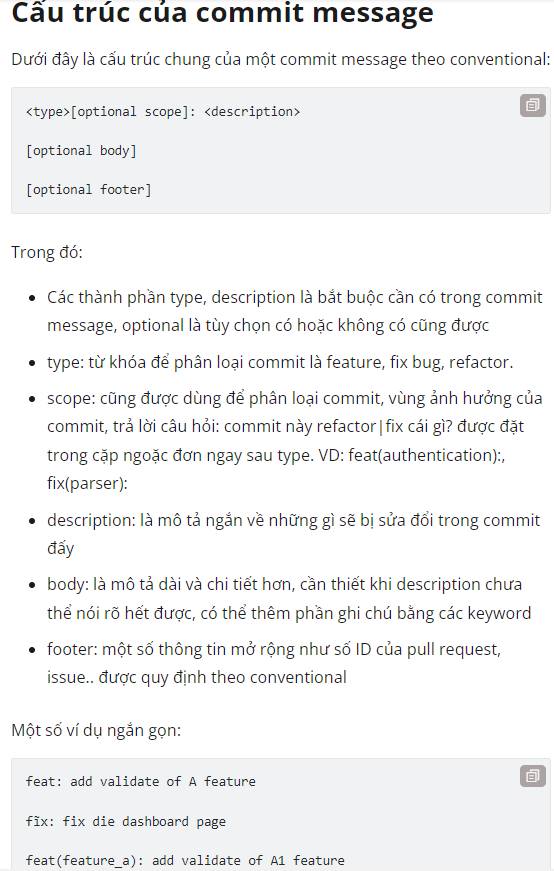 Cấu trúc của commit message
Dưới đây là cấu trúc chung của một commit message theo conventional:
<type>[optional scope]: <description>
[optional body]
[optional footer]
Trong đó:
• Các thành phần type, description là bắt buộc cần có trong commit
message, optional là tùy chọn có hoặc không có cũng được
• type: từ khóa để phân loại commit là feature, fix bug, refactor.
• scope: cũng được dùng để phân loại commit, vùng ảnh hưởng của
commit, trả lời câu hỏi: commit này refactor|fix cái gì? được đặt
trong cặp ngoặc đơn ngay sau type. VD: feat(authentication):,
fix(parser):
• description: là mô tả ngắn về những gì sẽ bị sửa đổi trong commit
đấy
• body: là mô tả dài và chi tiết hơn, cần thiết khi description chưa
thể nói rõ hết được, có thể thêm phần ghi chú bằng các keyword
• footer: một số thông tin mở rộng như số ID của pull request,
issue.. được quy định theo conventional
Một số ví dụ ngắn gọn:
feat: add validate of A feature
fĩx: fix die dashboard page
feat(feature_a): add validate of A1 feature